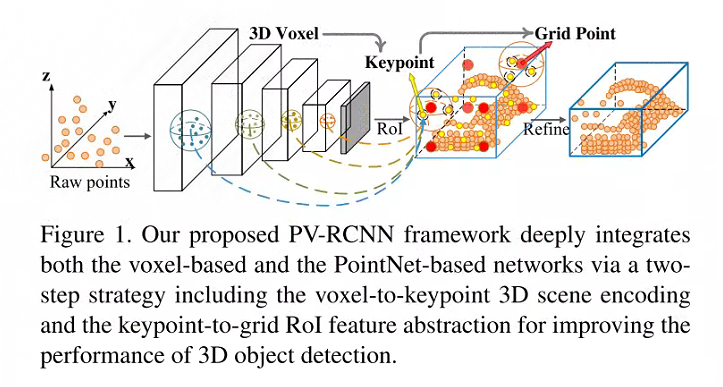 3D Voxel
Grid Point
Keypoint
z
y
x
Raw points
RoI
Refine
Figure 1. Our proposed PV-RCNN framework deeply integrates
both the voxel-based and the PointNet-based networks via a two-
step strategy including the voxel-to-keypoint 3D scene encoding
and the keypoint-to-grid RoI feature abstraction for improving the
performance of 3D object detection.